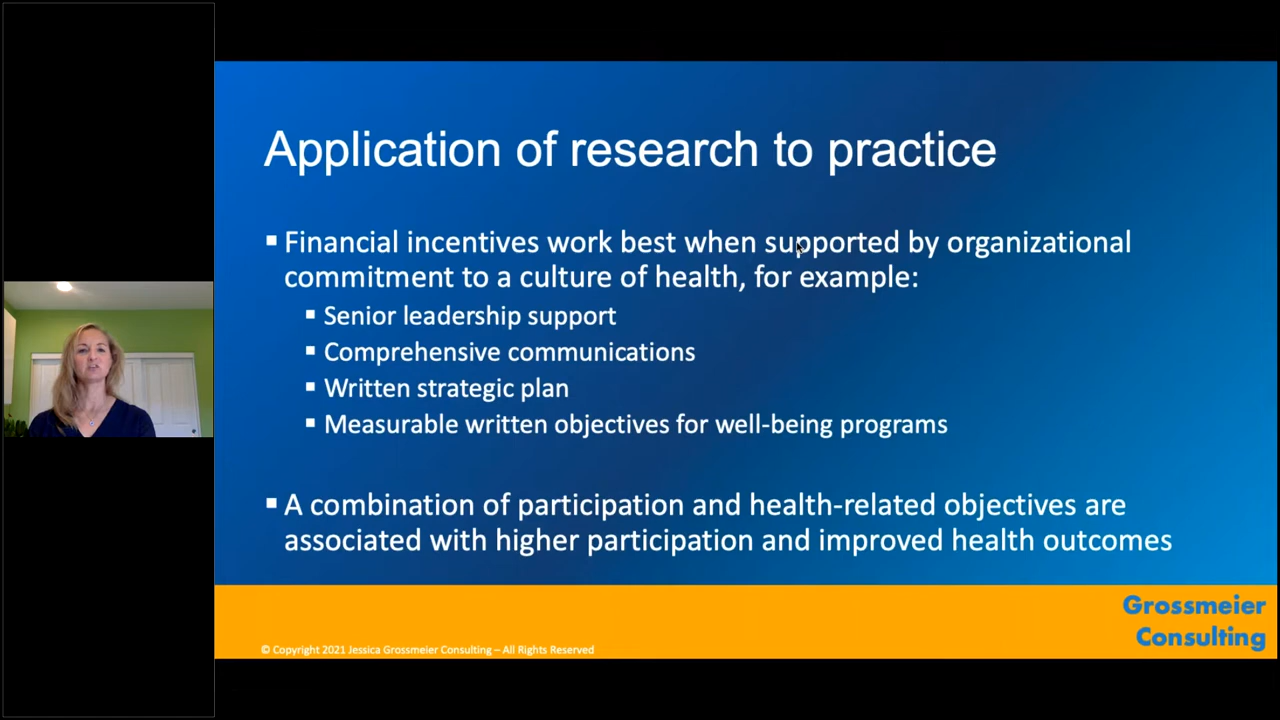 Application of research to practice
▪ Financial incentives work best when supported by organizational
commitment to a culture of health, for example:
▪ Senior leadership support
▪ Comprehensive communications
▪ Written strategic plan
▪ Measurable written objectives for well-being programs
▪ A combination of participation and health-related objectives are
associated with higher participation and improved health outcomes
Grossmeier
Consulting
© Copyright 2021 Jessica Grossmeier Consulting – All Rights Reserved